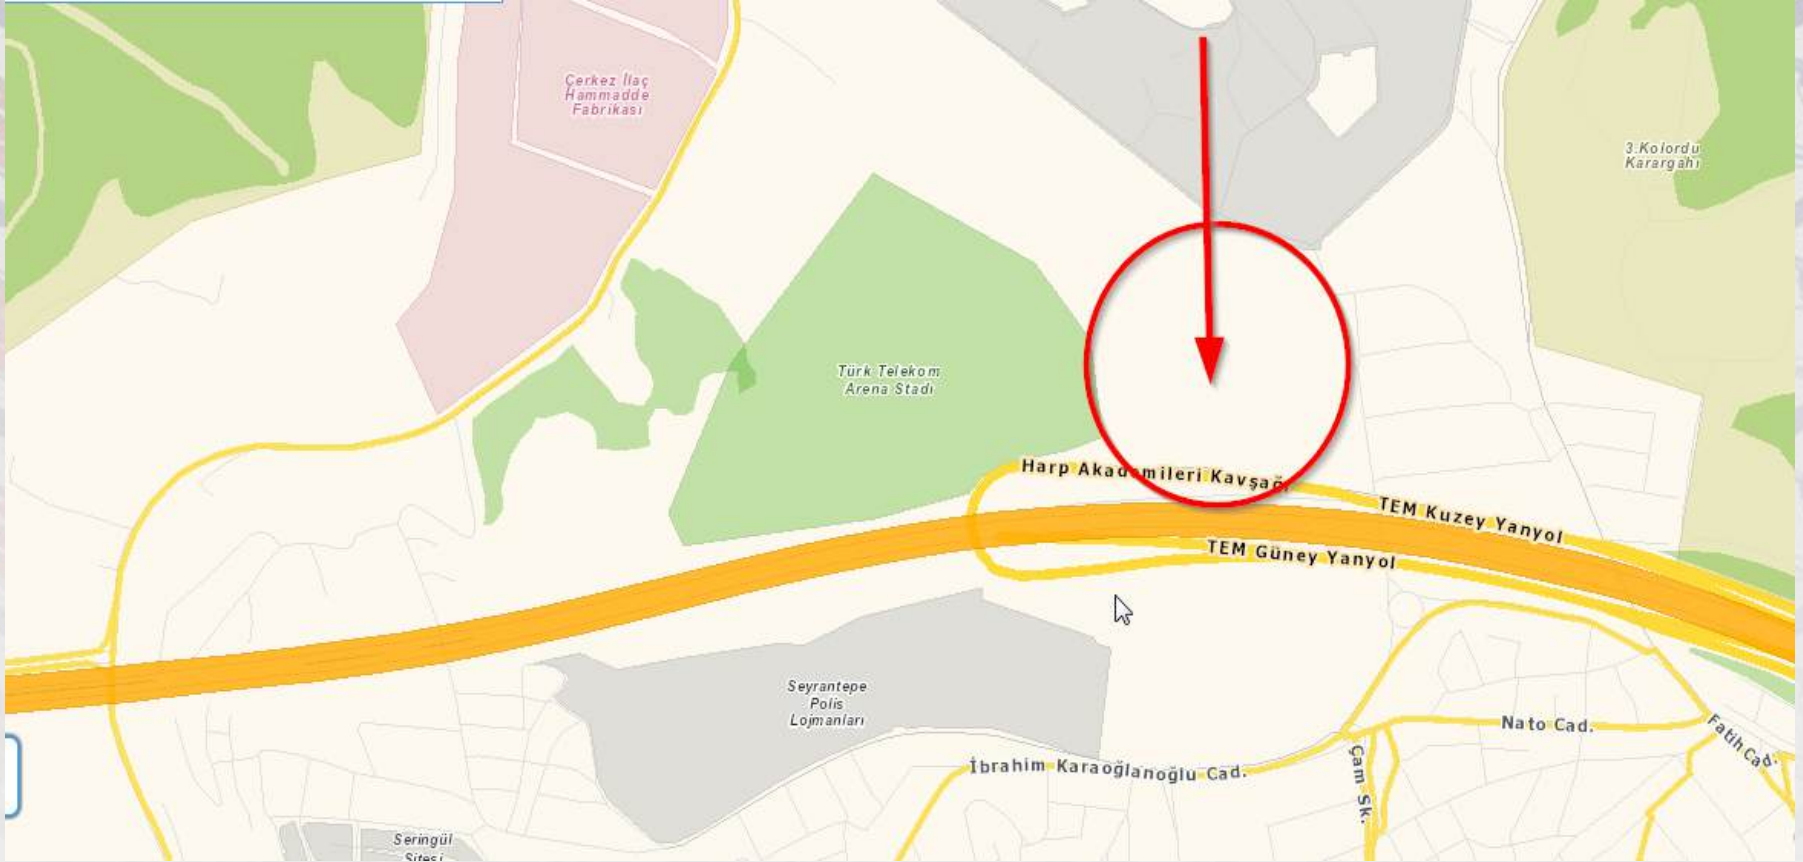 Çerkez İlaç
Hammadde
Fabrikası
3.Kolordu
Karargahı
Türk Telekom
Arena Stadı
Harp Akademileri Kavşağı
TEM Kuzey Yanyol
TEM Güney Yanyol
Seyrantepe
Polis
Lojmanları
Nato Cad.
Fatih Cad.
İbrahim Karaoğlanoğlu Cad.
Çam Sk.
Seringül
Sitesi